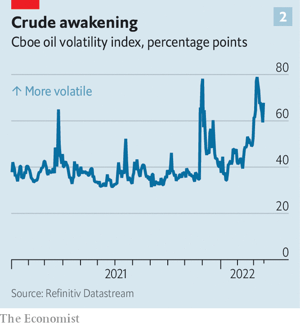 Crude awakening
2
Cboe oil volatility index, percentage points
↑ More volatile
80
60
40
20
0
2021
2022
Source: Refinitiv Datastream
The Economist